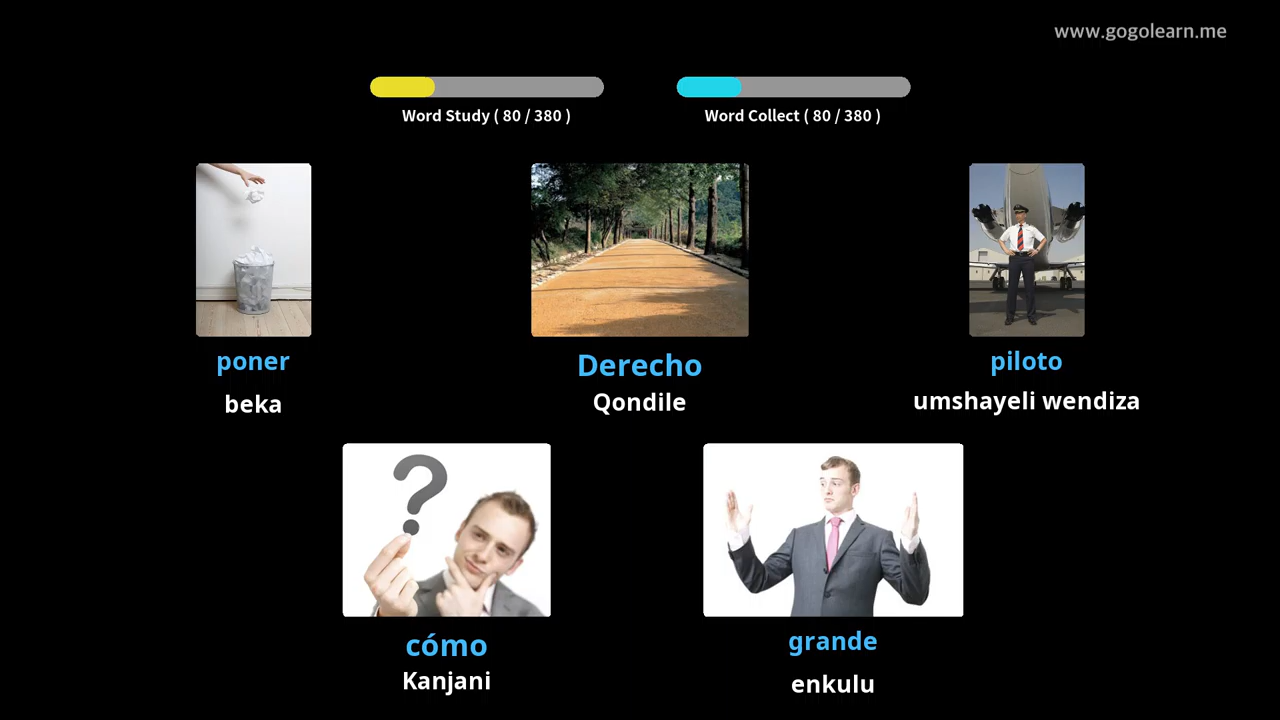 www.gogolearn.me
Word Study ( 80 / 380 )
Word Collect ( 80 / 380 )
poner
beka
Derecho
Qondile
piloto
umshayeli wendiza
cómo
Kanjani
grande
enkulu